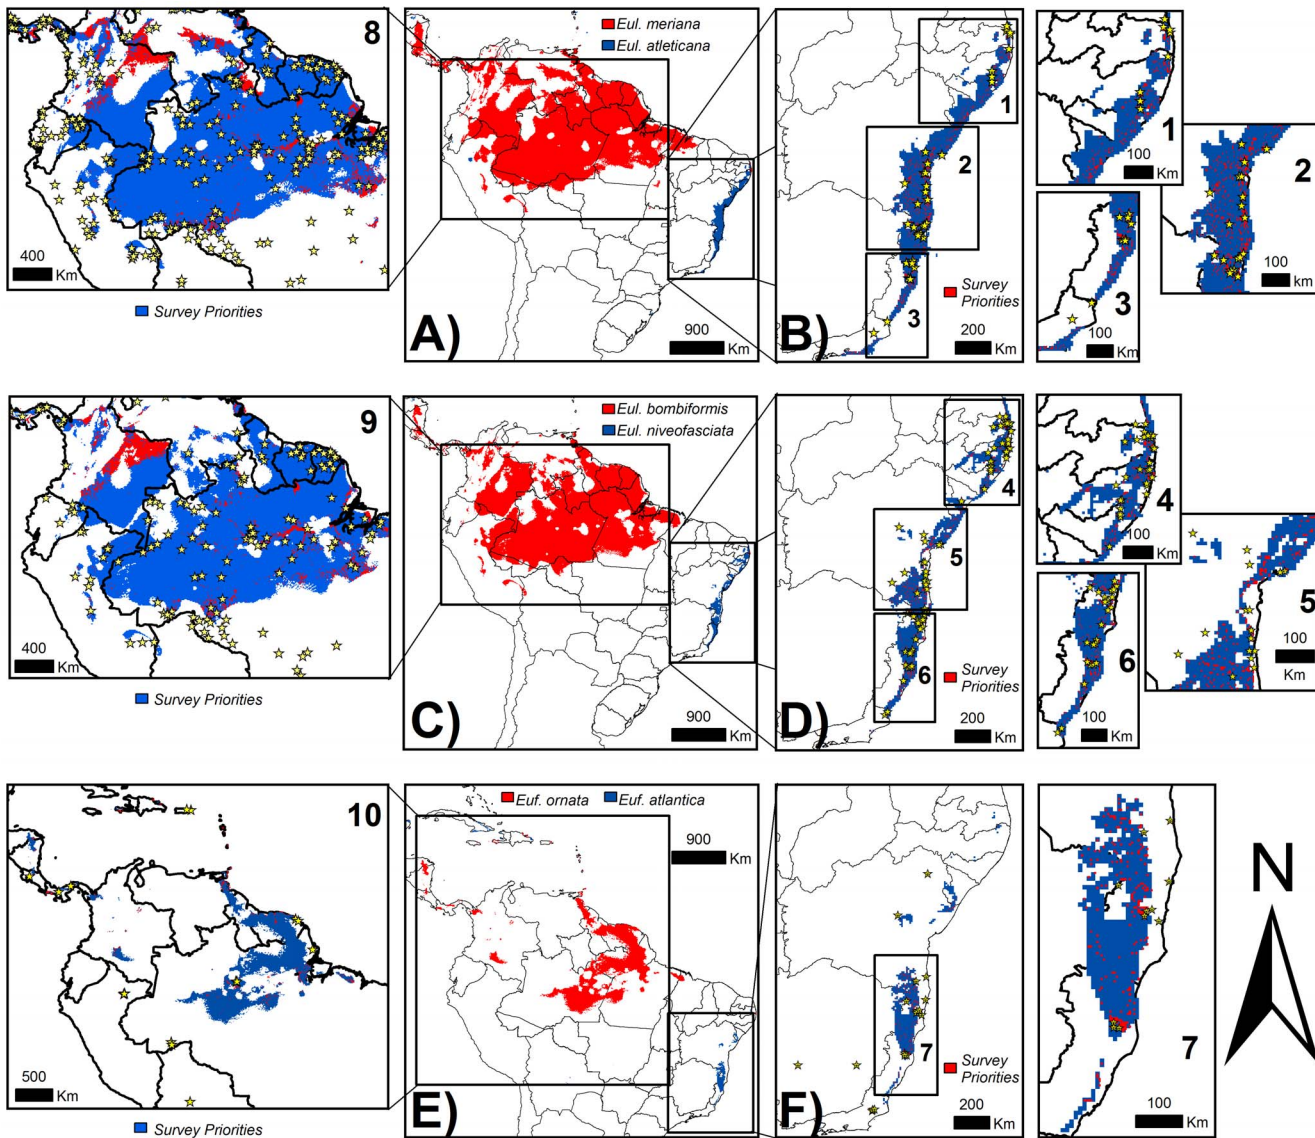 8
400
Km
Survey Priorities
Eul. meriana
Eul. atleticana
900
Km
A)
1
2
3
Survey
Priorities
200
Km
B)
1
100
Km
2
100
km
3
100
Km
9
400
Km
Survey Priorities
Eul. bombiformis
Eul. niveofasciata
900
Km
C)
4
5
6
Survey
Priorities
200
Km
D)
4
100
Km
5
100
Km
6
100
Km
10
500
Km
Survey Priorities
Euf. ornata Euf. atlantica
900
Km
E)
7
Survey
Priorities
200
Km
F)
7
100
Km
N